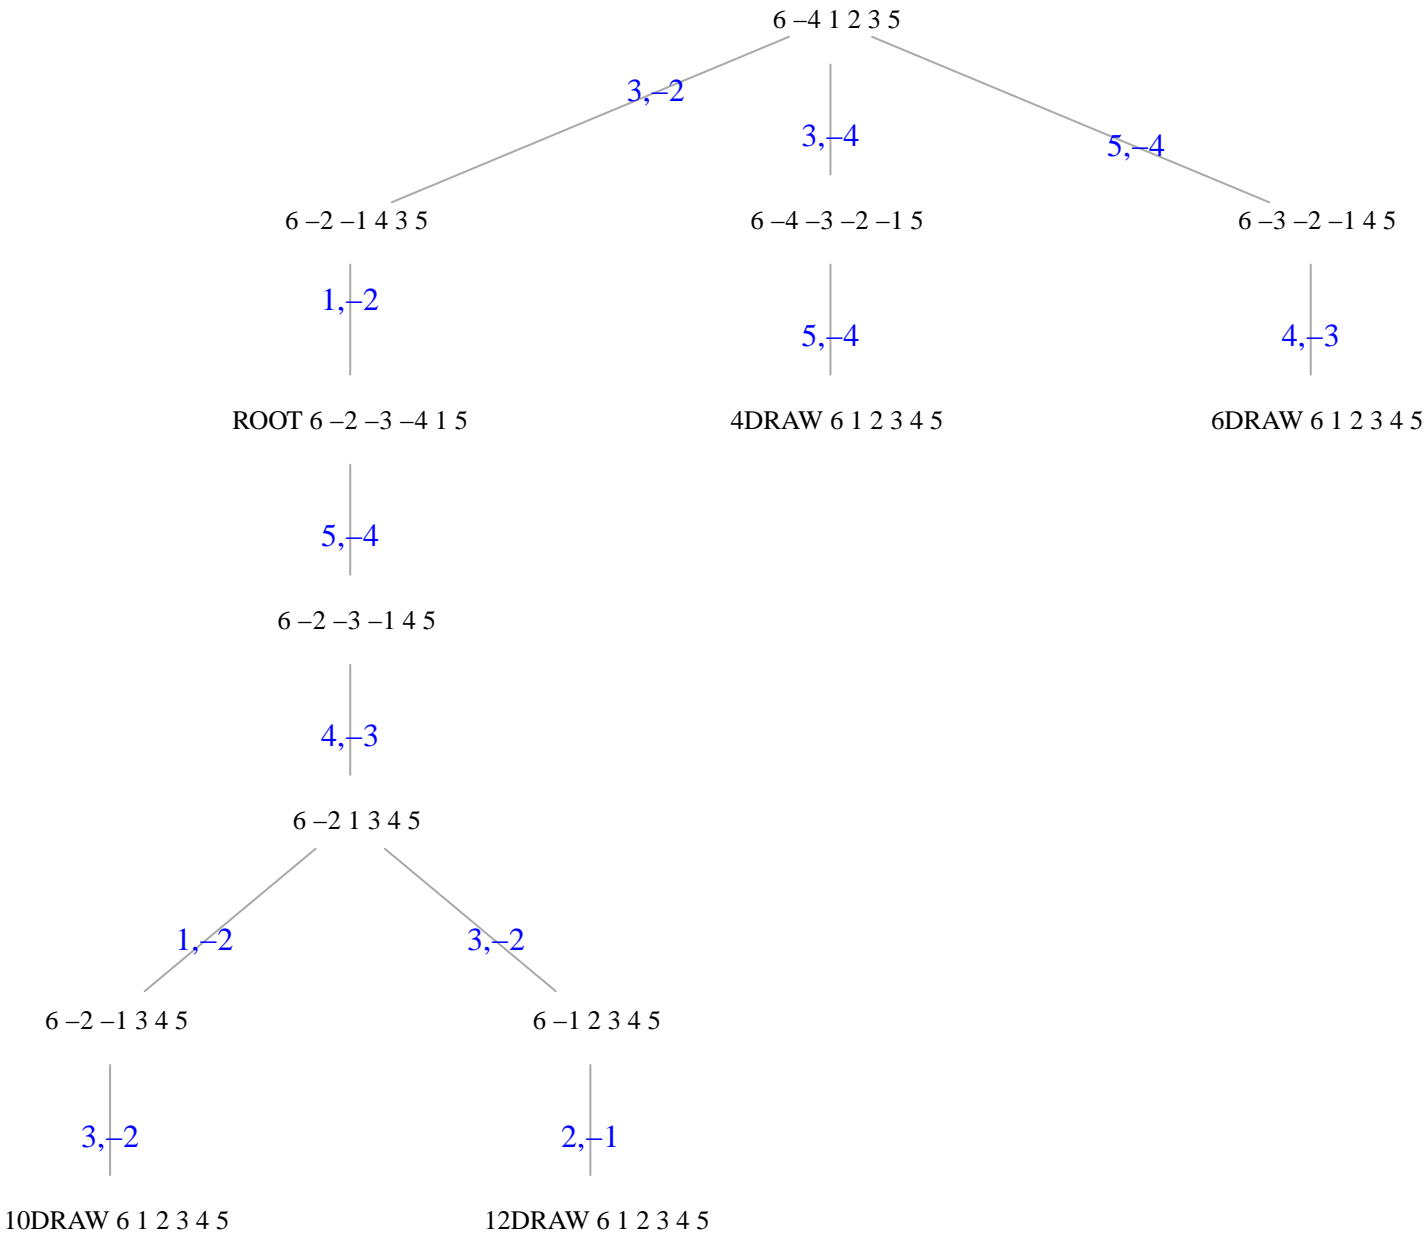 6 –4 1 2 3 5
3,–2
3,–4
5,–4
6 –2 –1 4 3 5
6 –4 –3 –2 –1 5
6 –3 –2 –1 4 5
1,–2
5,–4
4,–3
ROOT 6 –2 –3 –4 1 5
4DRAW 6 1 2 3 4 5
6DRAW 6 1 2 3 4 5
5,–4
6 –2 –3 –1 4 5
4,–3
6 –2 1 3 4 5
1,–2
3,–2
6 –2 –1 3 4 5
6 –1 2 3 4 5
3,–2
2,–1
10DRAW 6 1 2 3 4 5
12DRAW 6 1 2 3 4 5